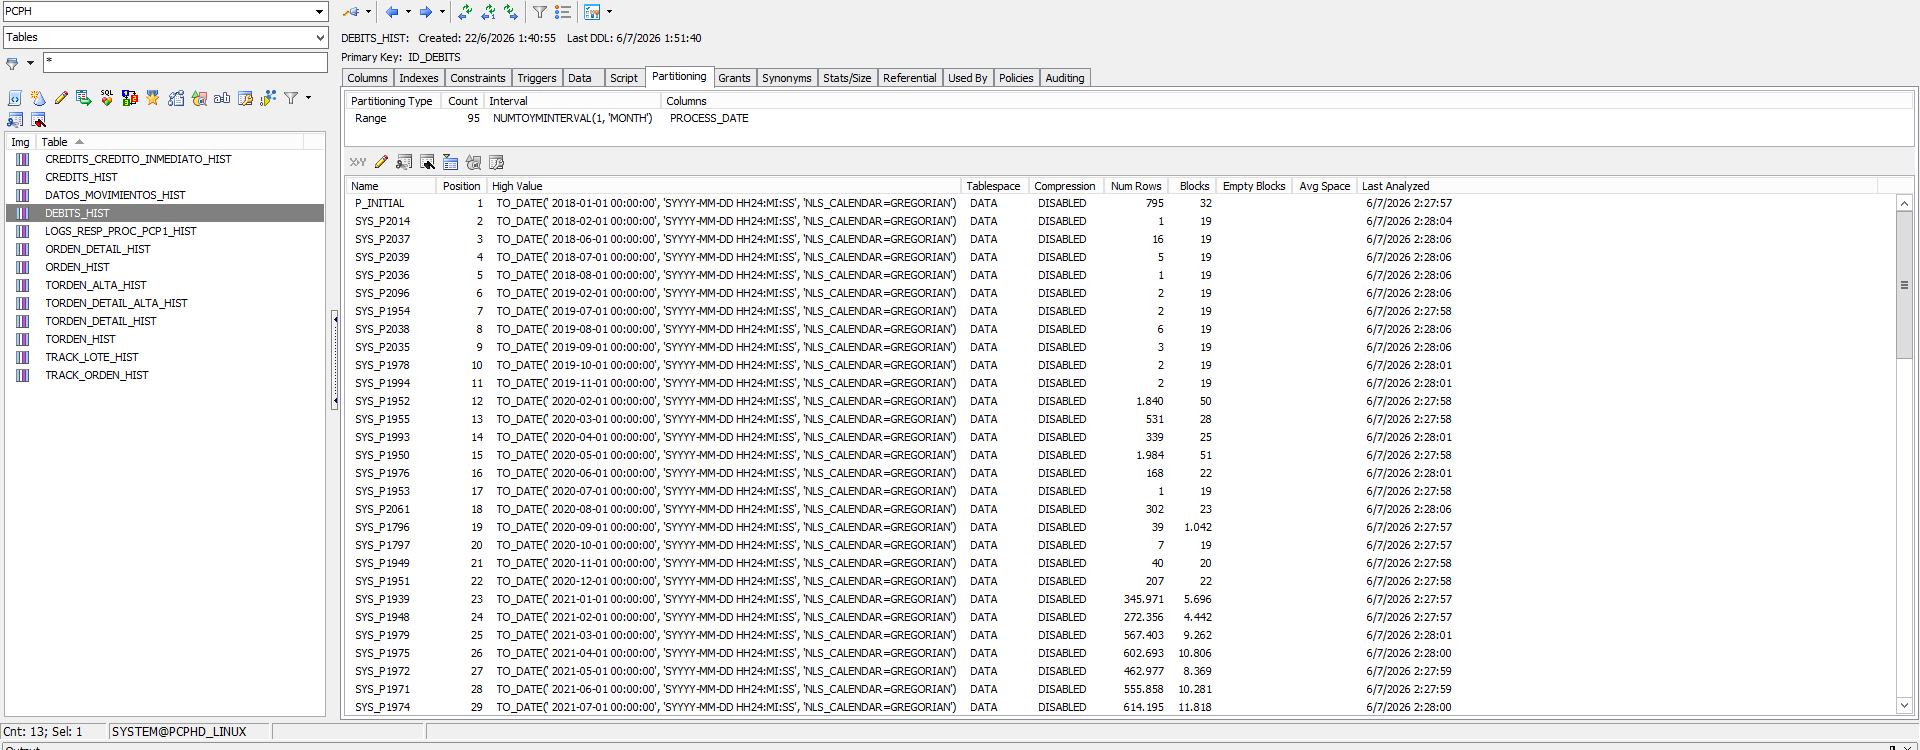 PCPH
Tables
*
SQL
ab
Img Table
CREDITS_CREDITO_INMEDIATO_HIST
CREDITS_HIST
DATOS_MOVIMIENTOS_HIST
DEBITS_HIST
LOGS_RESP_PROC_PCP1_HIST
ORDEN_DETAIL_HIST
ORDEN_HIST
TORDEN_ALTA_HIST
TORDEN_DETAIL_ALTA_HIST
TORDEN_DETAIL_HIST
TORDEN_HIST
TRACK_LOTE_HIST
TRACK_ORDEN_HIST
DEBITS_HIST: Created: 22/6/2026 1:40:55 Last DDL: 6/7/2026 1:51:40
Primary Key: ID_DEBITS
Columns Indexes Constraints Triggers Data Script Partitioning Grants Synonyms Stats/Size Referential Used By Policies Auditing
Partitioning Type Count Interval Columns
Range 95 NUMTOYMINTERVAL(1, 'MONTH') PROCESS_DATE
Name Position High Value Tablespace Compression Num Rows Blocks Empty Blocks Avg Space Last Analyzed
P_INITIAL 1 TO_DATE(' 2018-01-01 00:00:00', 'SYYYY-MM-DD HH24:MI:SS', 'NLS_CALENDAR=GREGORIAN') DATA DISABLED 795 32 6/7/2026 2:27:57
SYS_P2014 2 TO_DATE(' 2018-02-01 00:00:00', 'SYYYY-MM-DD HH24:MI:SS', 'NLS_CALENDAR=GREGORIAN') DATA DISABLED 1 19 6/7/2026 2:28:04
SYS_P2037 3 TO_DATE(' 2018-06-01 00:00:00', 'SYYYY-MM-DD HH24:MI:SS', 'NLS_CALENDAR=GREGORIAN') DATA DISABLED 16 19 6/7/2026 2:28:06
SYS_P2039 4 TO_DATE(' 2018-07-01 00:00:00', 'SYYYY-MM-DD HH24:MI:SS', 'NLS_CALENDAR=GREGORIAN') DATA DISABLED 5 19 6/7/2026 2:28:06
SYS_P2036 5 TO_DATE(' 2018-08-01 00:00:00', 'SYYYY-MM-DD HH24:MI:SS', 'NLS_CALENDAR=GREGORIAN') DATA DISABLED 1 19 6/7/2026 2:28:06
SYS_P2096 6 TO_DATE(' 2019-02-01 00:00:00', 'SYYYY-MM-DD HH24:MI:SS', 'NLS_CALENDAR=GREGORIAN') DATA DISABLED 2 19 6/7/2026 2:28:06
SYS_P1954 7 TO_DATE(' 2019-07-01 00:00:00', 'SYYYY-MM-DD HH24:MI:SS', 'NLS_CALENDAR=GREGORIAN') DATA DISABLED 2 19 6/7/2026 2:27:58
SYS_P2038 8 TO_DATE(' 2019-08-01 00:00:00', 'SYYYY-MM-DD HH24:MI:SS', 'NLS_CALENDAR=GREGORIAN') DATA DISABLED 6 19 6/7/2026 2:28:06
SYS_P2035 9 TO_DATE(' 2019-09-01 00:00:00', 'SYYYY-MM-DD HH24:MI:SS', 'NLS_CALENDAR=GREGORIAN') DATA DISABLED 3 19 6/7/2026 2:28:06
SYS_P1978 10 TO_DATE(' 2019-10-01 00:00:00', 'SYYYY-MM-DD HH24:MI:SS', 'NLS_CALENDAR=GREGORIAN') DATA DISABLED 2 19 6/7/2026 2:28:01
SYS_P1994 11 TO_DATE(' 2019-11-01 00:00:00', 'SYYYY-MM-DD HH24:MI:SS', 'NLS_CALENDAR=GREGORIAN') DATA DISABLED 2 19 6/7/2026 2:28:01
SYS_P1952 12 TO_DATE(' 2020-02-01 00:00:00', 'SYYYY-MM-DD HH24:MI:SS', 'NLS_CALENDAR=GREGORIAN') DATA DISABLED 1.840 50 6/7/2026 2:27:58
SYS_P1955 13 TO_DATE(' 2020-03-01 00:00:00', 'SYYYY-MM-DD HH24:MI:SS', 'NLS_CALENDAR=GREGORIAN') DATA DISABLED 531 28 6/7/2026 2:27:58
SYS_P1993 14 TO_DATE(' 2020-04-01 00:00:00', 'SYYYY-MM-DD HH24:MI:SS', 'NLS_CALENDAR=GREGORIAN') DATA DISABLED 339 25 6/7/2026 2:28:01
SYS_P1950 15 TO_DATE(' 2020-05-01 00:00:00', 'SYYYY-MM-DD HH24:MI:SS', 'NLS_CALENDAR=GREGORIAN') DATA DISABLED 1.984 51 6/7/2026 2:27:58
SYS_P1976 16 TO_DATE(' 2020-06-01 00:00:00', 'SYYYY-MM-DD HH24:MI:SS', 'NLS_CALENDAR=GREGORIAN') DATA DISABLED 168 22 6/7/2026 2:28:01
SYS_P1953 17 TO_DATE(' 2020-07-01 00:00:00', 'SYYYY-MM-DD HH24:MI:SS', 'NLS_CALENDAR=GREGORIAN') DATA DISABLED 1 19 6/7/2026 2:27:58
SYS_P2061 18 TO_DATE(' 2020-08-01 00:00:00', 'SYYYY-MM-DD HH24:MI:SS', 'NLS_CALENDAR=GREGORIAN') DATA DISABLED 302 23 6/7/2026 2:28:06
SYS_P1796 19 TO_DATE(' 2020-09-01 00:00:00', 'SYYYY-MM-DD HH24:MI:SS', 'NLS_CALENDAR=GREGORIAN') DATA DISABLED 39 1.042 6/7/2026 2:27:57
SYS_P1797 20 TO_DATE(' 2020-10-01 00:00:00', 'SYYYY-MM-DD HH24:MI:SS', 'NLS_CALENDAR=GREGORIAN') DATA DISABLED 7 19 6/7/2026 2:27:57
SYS_P1949 21 TO_DATE(' 2020-11-01 00:00:00', 'SYYYY-MM-DD HH24:MI:SS', 'NLS_CALENDAR=GREGORIAN') DATA DISABLED 40 20 6/7/2026 2:27:58
SYS_P1951 22 TO_DATE(' 2020-12-01 00:00:00', 'SYYYY-MM-DD HH24:MI:SS', 'NLS_CALENDAR=GREGORIAN') DATA DISABLED 207 22 6/7/2026 2:27:58
SYS_P1939 23 TO_DATE(' 2021-01-01 00:00:00', 'SYYYY-MM-DD HH24:MI:SS', 'NLS_CALENDAR=GREGORIAN') DATA DISABLED 345.971 5.696 6/7/2026 2:27:57
SYS_P1948 24 TO_DATE(' 2021-02-01 00:00:00', 'SYYYY-MM-DD HH24:MI:SS', 'NLS_CALENDAR=GREGORIAN') DATA DISABLED 272.356 4.442 6/7/2026 2:27:57
SYS_P1979 25 TO_DATE(' 2021-03-01 00:00:00', 'SYYYY-MM-DD HH24:MI:SS', 'NLS_CALENDAR=GREGORIAN') DATA DISABLED 567.403 9.262 6/7/2026 2:28:01
SYS_P1975 26 TO_DATE(' 2021-04-01 00:00:00', 'SYYYY-MM-DD HH24:MI:SS', 'NLS_CALENDAR=GREGORIAN') DATA DISABLED 602.693 10.806 6/7/2026 2:28:00
SYS_P1972 27 TO_DATE(' 2021-05-01 00:00:00', 'SYYYY-MM-DD HH24:MI:SS', 'NLS_CALENDAR=GREGORIAN') DATA DISABLED 462.977 8.369 6/7/2026 2:27:59
SYS_P1971 28 TO_DATE(' 2021-06-01 00:00:00', 'SYYYY-MM-DD HH24:MI:SS', 'NLS_CALENDAR=GREGORIAN') DATA DISABLED 555.858 10.281 6/7/2026 2:27:59
SYS_P1974 29 TO_DATE(' 2021-07-01 00:00:00', 'SYYYY-MM-DD HH24:MI:SS', 'NLS_CALENDAR=GREGORIAN') DATA DISABLED 614.195 11.818 6/7/2026 2:28:00
Cnt: 13; Sel: 1 SYSTEM@PCPHD_LINUX